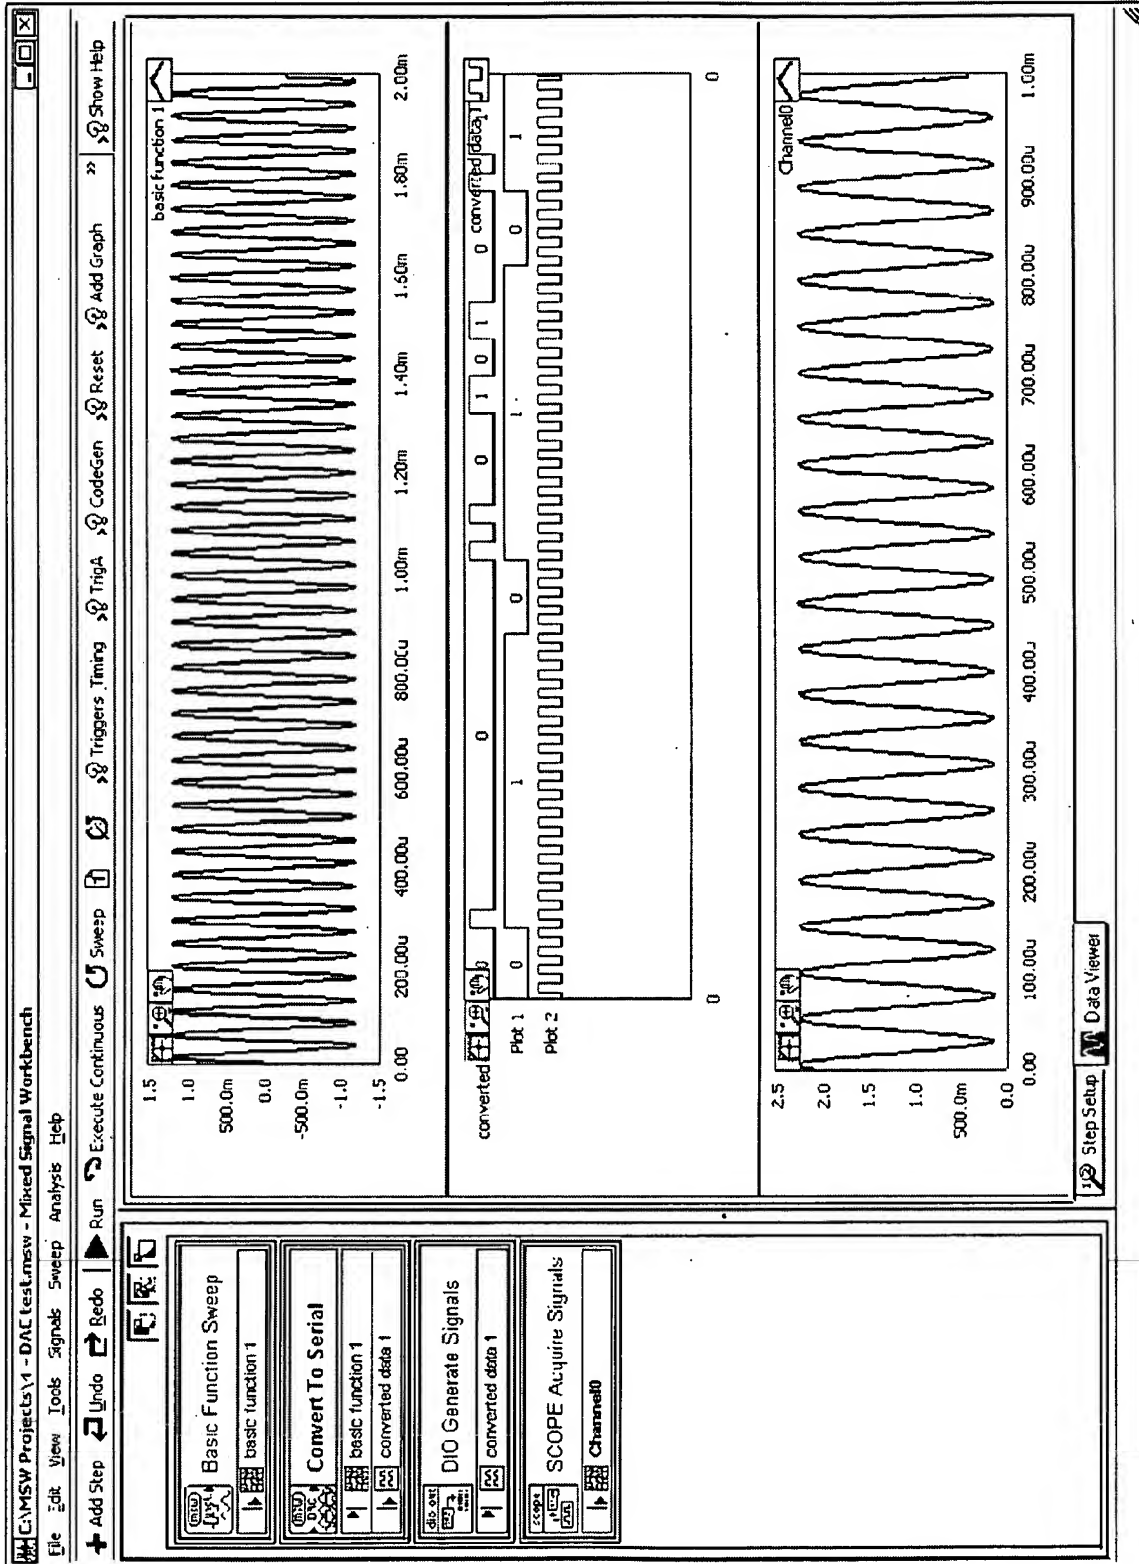 C:\MSW Projects\4 - DAC test.msw - Mixed Signal Workbench
File Edit View Tools Signals Sweep Analysis Help
Add Step Undo Redo Run Execute Continuous Sweep Triggers Timing TrigA CodeGen Reset Add Graph » Show Help
Basic Function Sweep
basic function 1
Convert To Serial
basic function 1
converted data 1
DIO Generate Signals
converted data 1
SCOPE Acquire Signals
Channel0
basic function 1
1.5
1.0
500.0m
0.0
-500.0m
-1.0
-1.5
0.00 200.00u 400.00u 600.00u 800.00u 1.00m 1.20m 1.40m 1.60m 1.80m 2.00m
converted data 1
converted 0 0 0 1 0 1 0 1
Plot 1 0 1 0 1 0 1
Plot 2
0 0
Channel0
2.5
2.0
1.5
1.0
500.0m
0.0
0.00 100.00u 200.00u 300.00u 400.00u 500.00u 600.00u 700.00u 800.00u 900.00u 1.00m
Step Setup Data Viewer